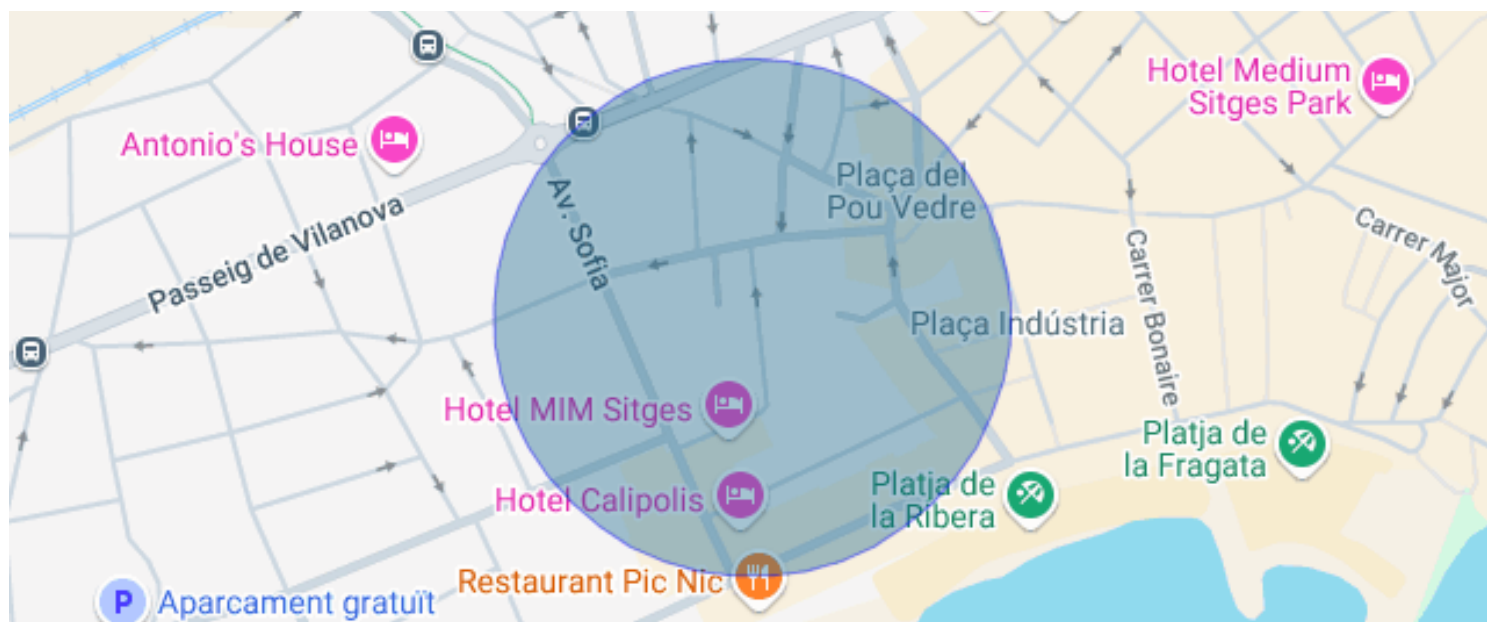 Hotel Medium
Sitges Park
Antonio's House
Plaça del
Pou Vedre
Av. Sofia
Passeig de Vilanova
Carrer Major
Carrer Bonaire
Plaça Indústria
Hotel MIM Sitges
Platja de
la Fragata
Hotel Calipolis
Platja de
la Ribera
Restaurant Pic Nic
P Aparcament gratuït